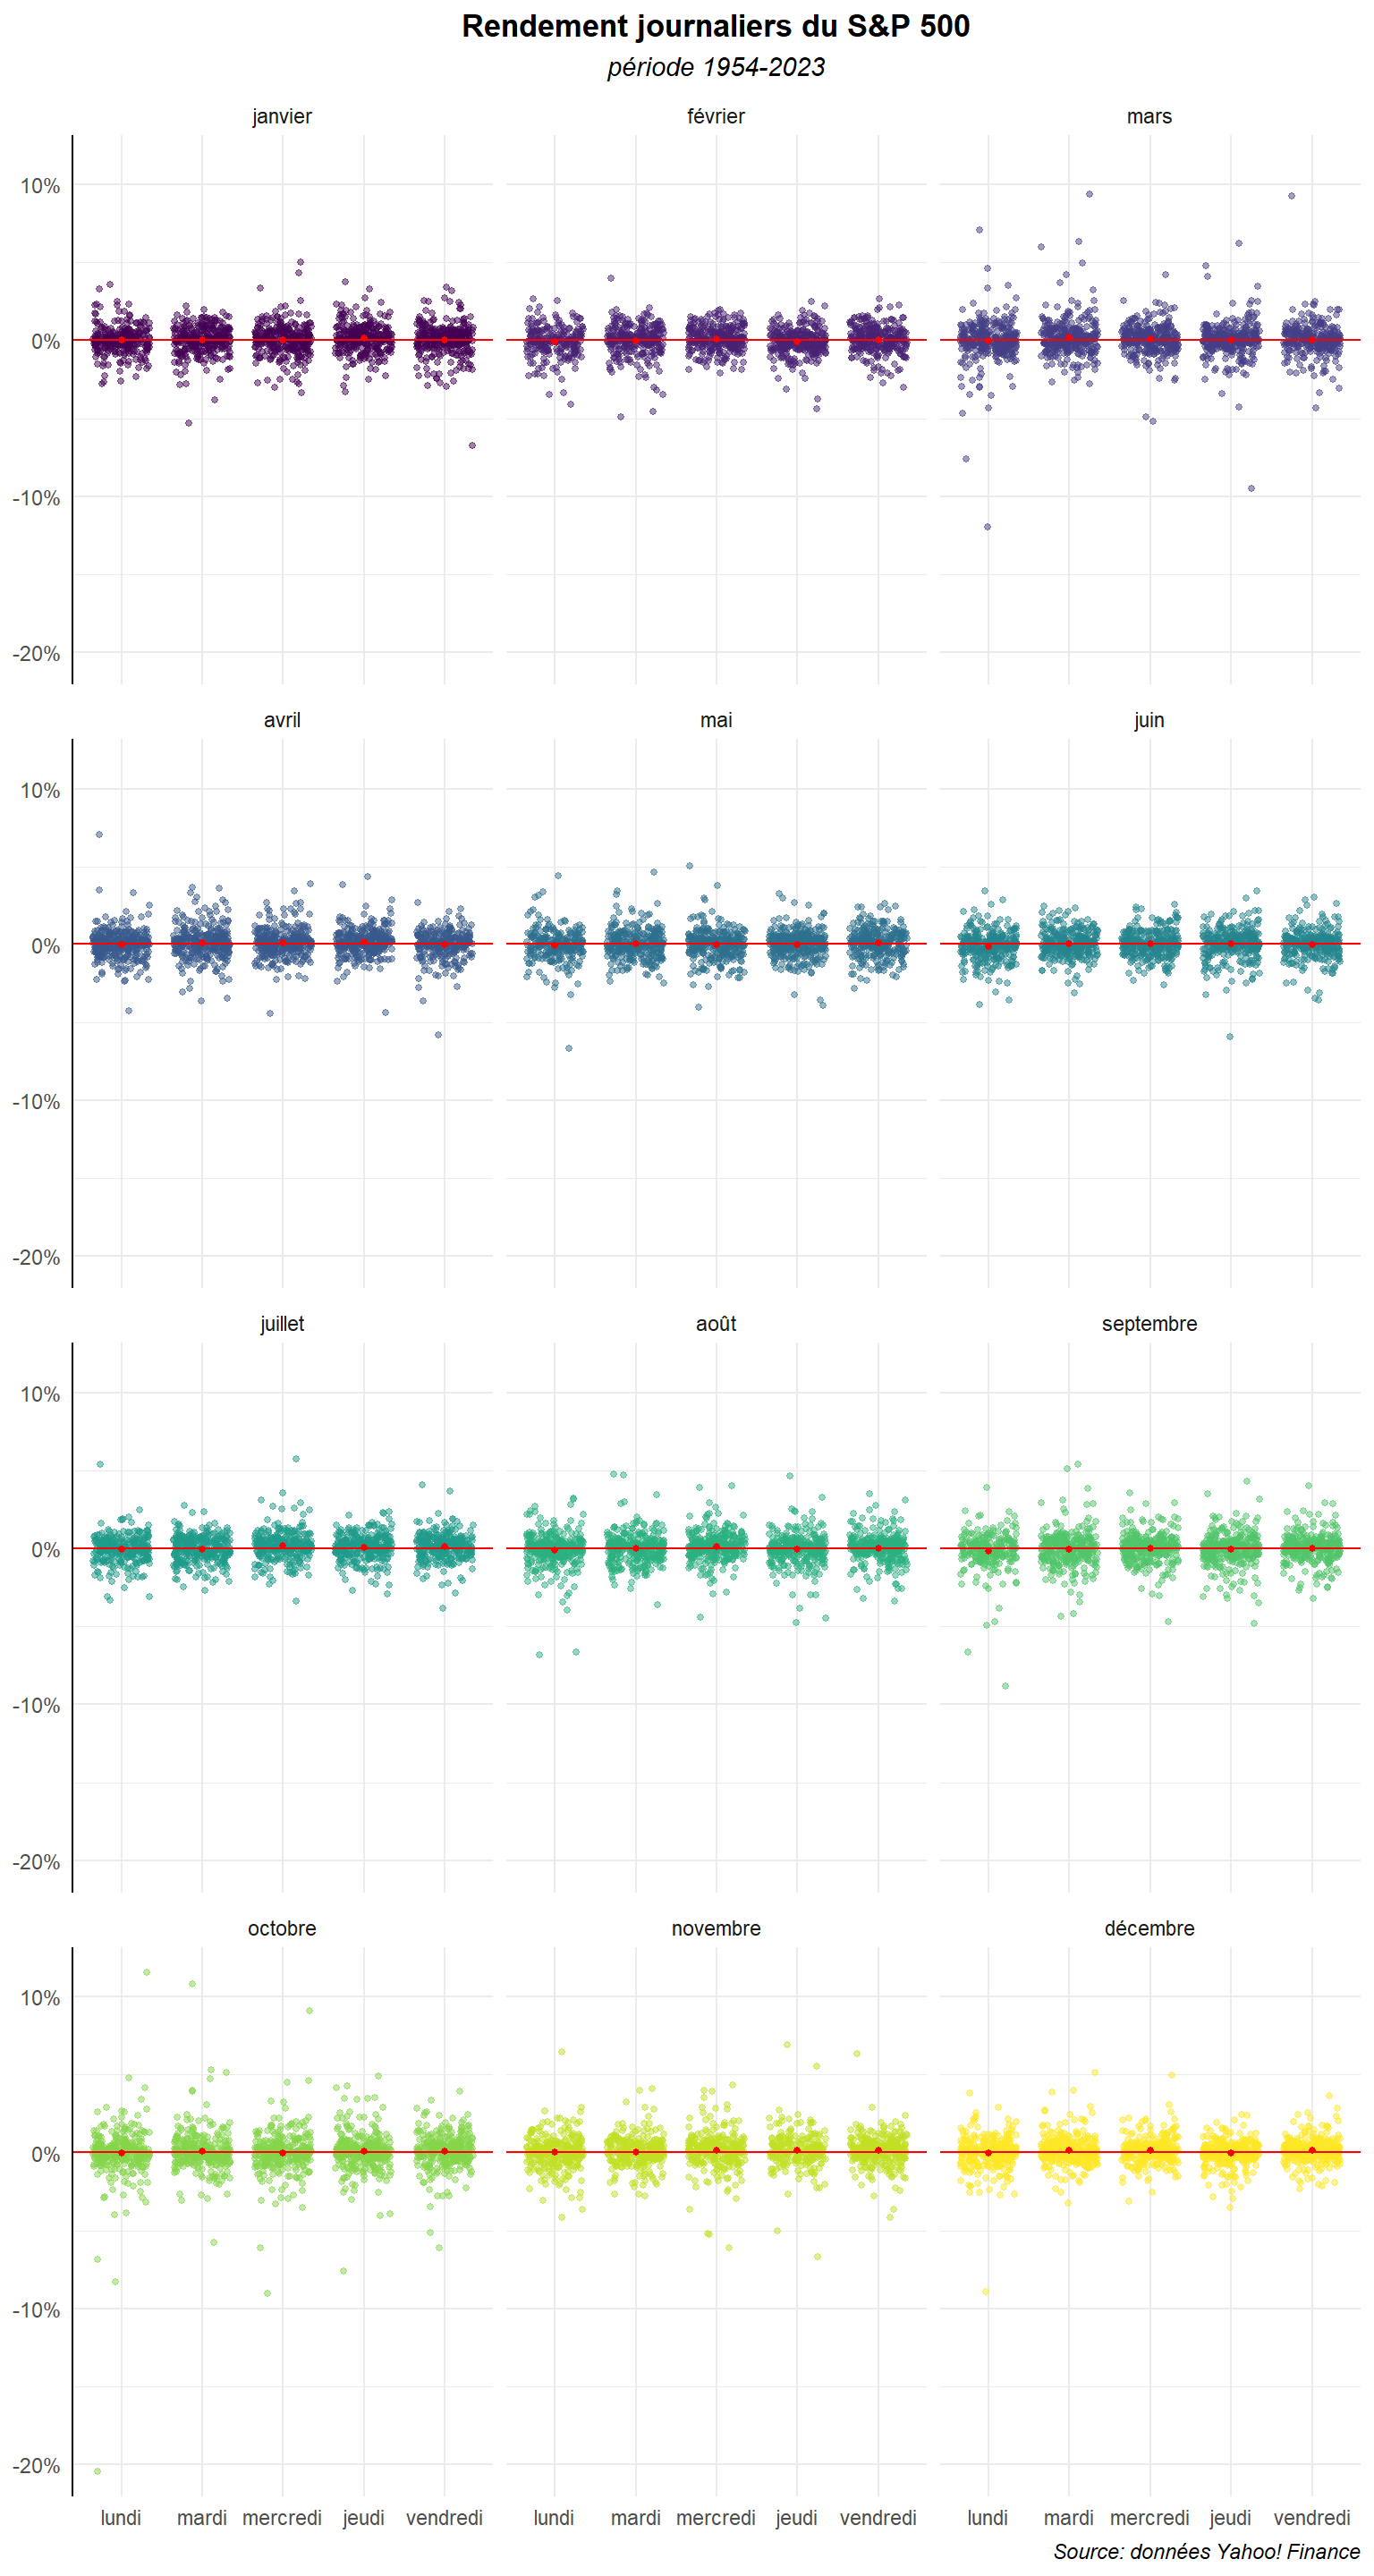 Rendement journaliers du S&P 500
période 1954-2023
janvier février mars
10%
0%
-10%
-20%
avril mai juin
10%
0%
-10%
-20%
juillet août septembre
10%
0%
-10%
-20%
octobre novembre décembre
10%
0%
-10%
-20%
lundi mardi mercredi jeudi vendredi lundi mardi mercredi jeudi vendredi lundi mardi mercredi jeudi vendredi
Source: données Yahoo! Finance